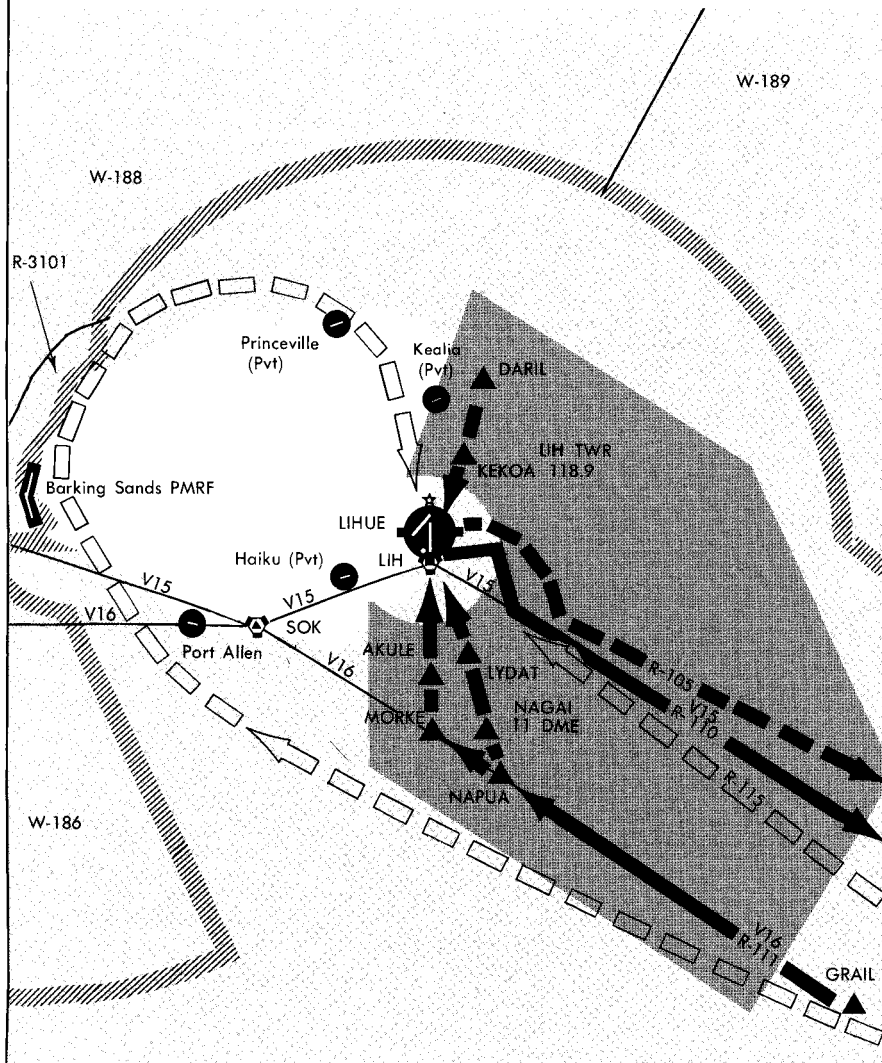 W-189
W-188
R-3101
Princeville
(Pvt)
Kealia
(Pvt)
DARIL
LIH TWR
118.9
KEKOA
Barking Sands PMRF
LIHUE
Haiku (Pvt)
LIH
V15
V15
V15
V16
SOK
Port Allen
V16
AKULE
LYDAT
R-105
V15
R-110
NAGAI
11 DME
MORKE
R-115
NAPUA
W-186
V16
R-111
GRAIL